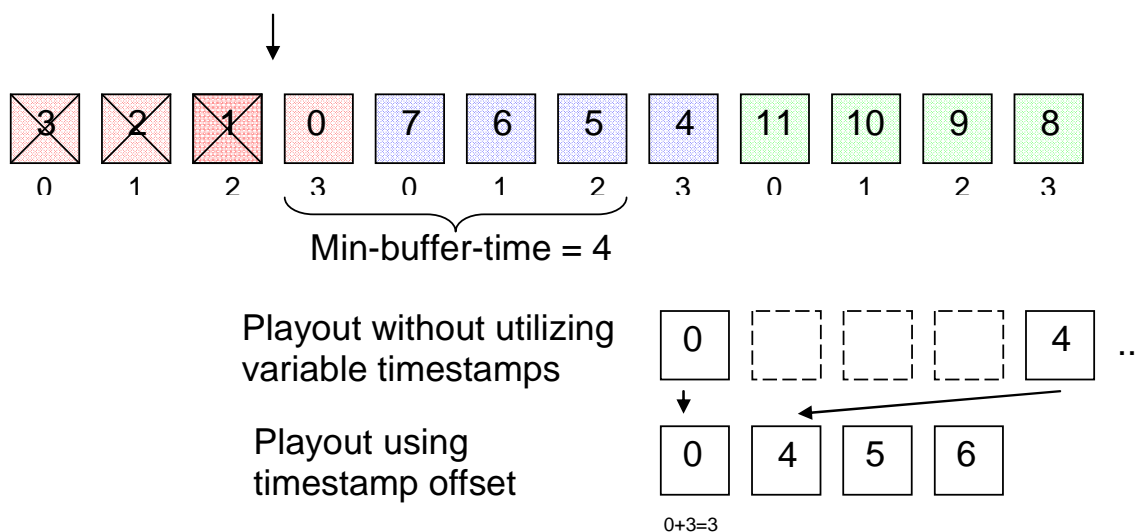 3 2 1 0 7 6 5 4 11 10 9 8
0 1 2 3 0 1 2 3 0 1 2 3
Min-buffer-time = 4
Playout without utilizing
variable timestamps
0 4 ..
Playout using
timestamp offset
0 4 5 6
0+3=3